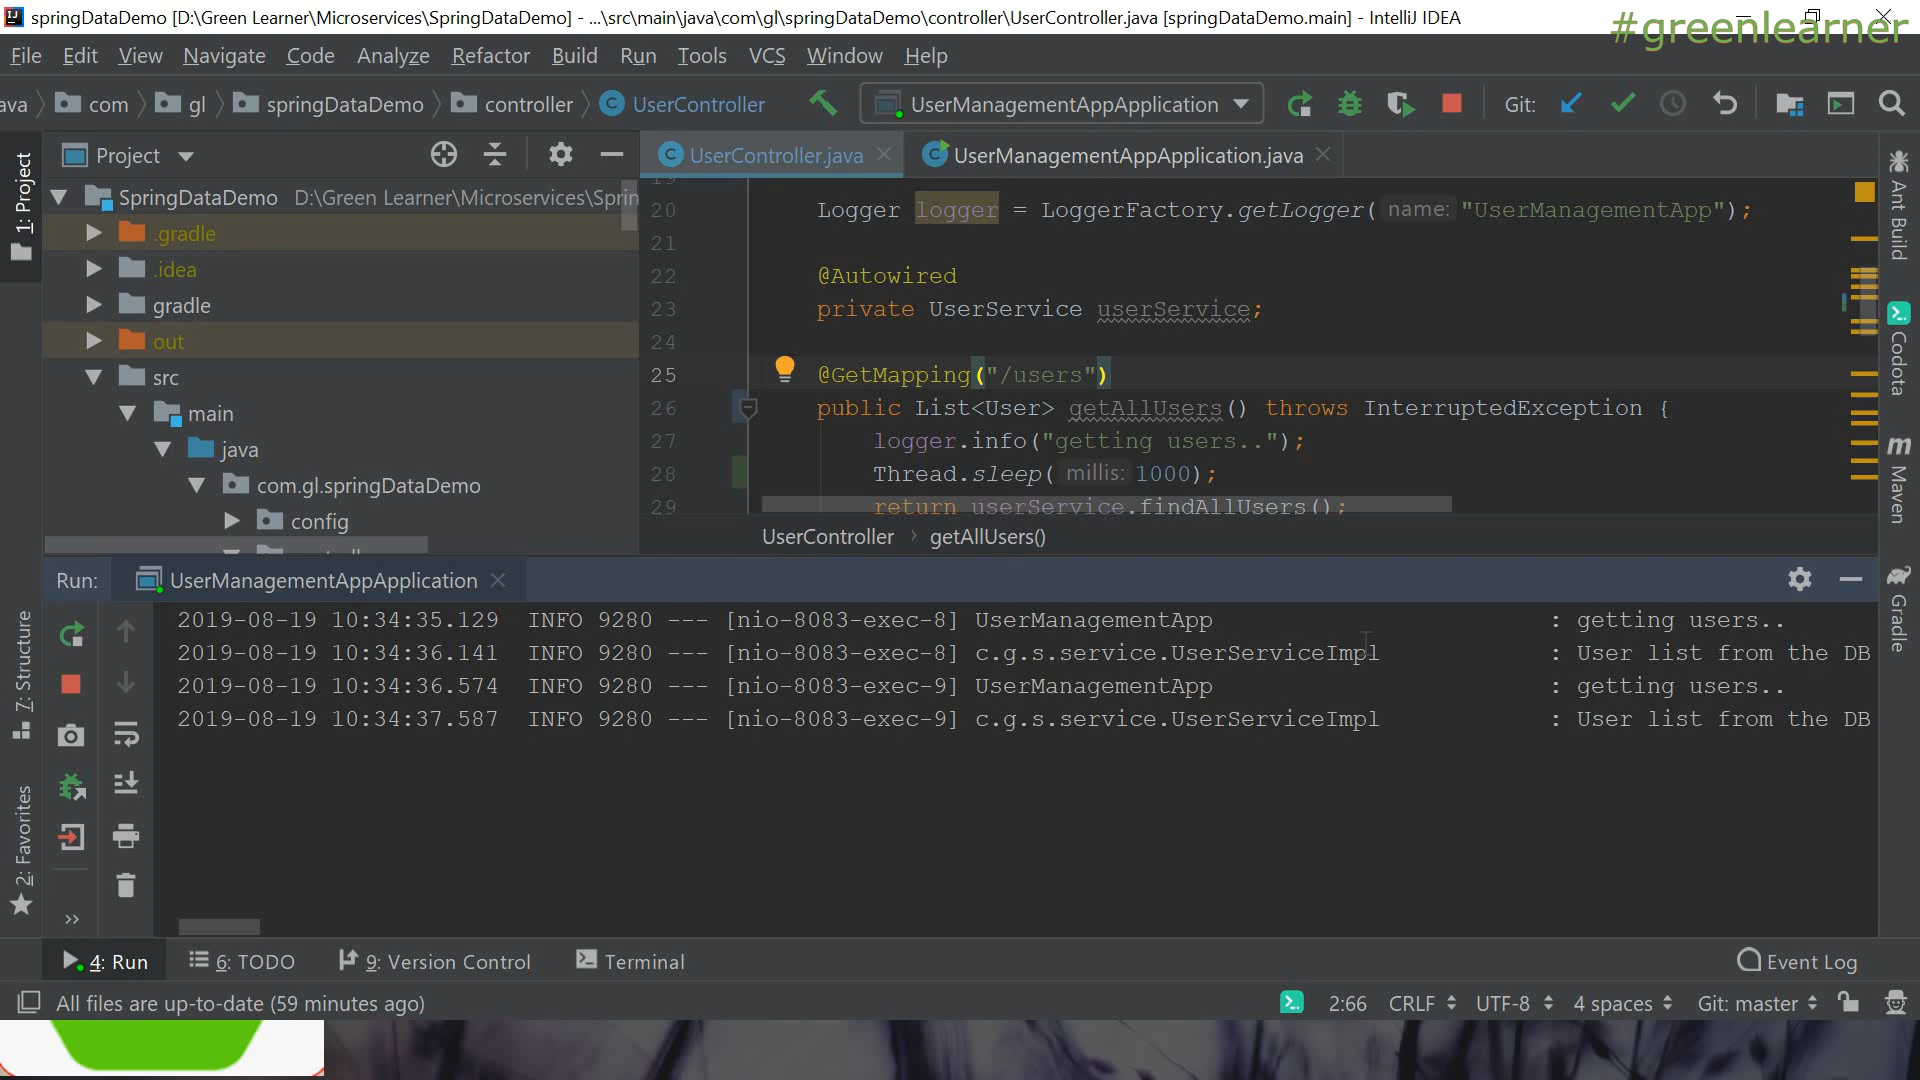 springDataDemo [D:\Green Learner\Microservices\SpringDataDemo] - ...\src\main\java\com\gl\springDataDemo\controller\UserController.java [springDataDemo.main] - IntelliJ IDEA
#greenlearner
File Edit View Navigate Code Analyze Refactor Build Run Tools VCS Window Help
ava com gl springDataDemo controller UserController UserManagementAppApplication Git:
1: Project
Project
UserController.java UserManagementAppApplication.java
SpringDataDemo D:\Green Learner\Microservices\Sprin
.gradle
.idea
gradle
out
src
main
java
com.gl.springDataDemo
config
19
20 Logger logger = LoggerFactory.getLogger( name: "UserManagementApp");
21
22 @Autowired
23 private UserService userService;
24
25 @GetMapping("/users")
26 public List<User> getAllUsers() throws InterruptedException {
27 logger.info("getting users..");
28 Thread.sleep( millis: 1000);
29 return userService.findAllUsers();
UserController getAllUsers()
Ant Build
Codota
Maven
Gradle
Run: UserManagementAppApplication
2019-08-19 10:34:35.129 INFO 9280 --- [nio-8083-exec-8] UserManagementApp : getting users..
2019-08-19 10:34:36.141 INFO 9280 --- [nio-8083-exec-8] c.g.s.service.UserServiceImpl : User list from the DB
2019-08-19 10:34:36.574 INFO 9280 --- [nio-8083-exec-9] UserManagementApp : getting users..
2019-08-19 10:34:37.587 INFO 9280 --- [nio-8083-exec-9] c.g.s.service.UserServiceImpl : User list from the DB
7: Structure
2: Favorites
4: Run 6: TODO 9: Version Control Terminal Event Log
All files are up-to-date (59 minutes ago) 2:66 CRLF UTF-8 4 spaces Git: master